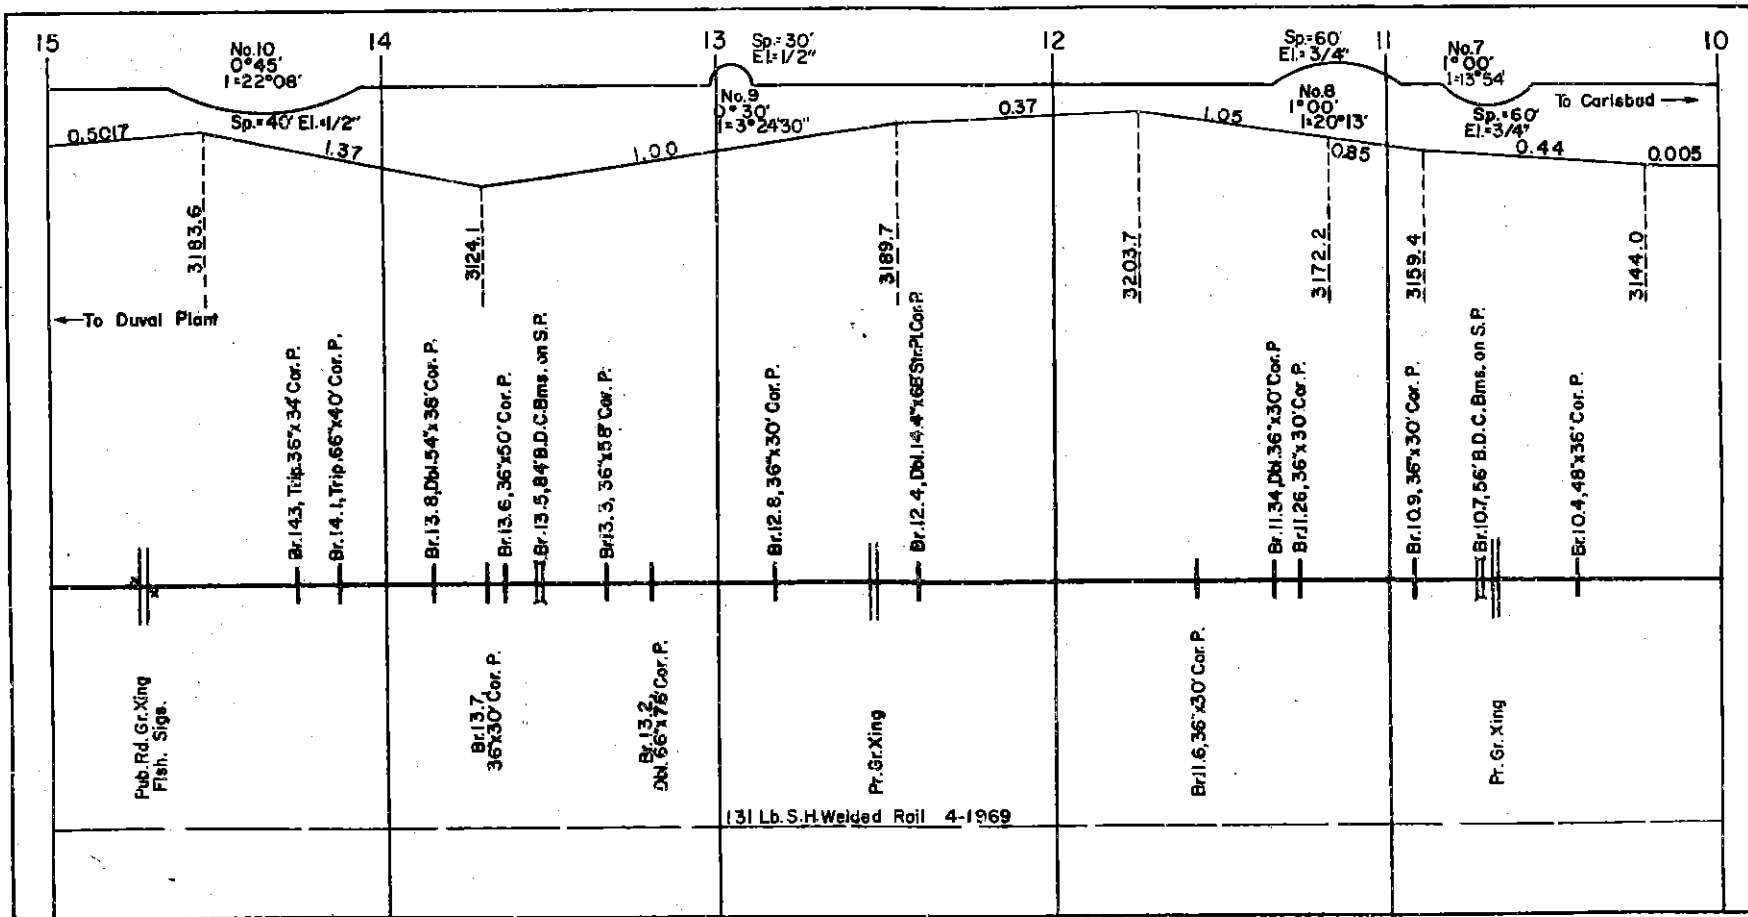 15
14
13
12
11
10
No.10
0°45'
I=22°08'
Sp.=40' El.=1/2"
Sp.=30'
El=1/2"
No.9
0°30'
I=3°24'30"
Sp.=60'
El.=3/4"
No.8
1°00'
I=20°13'
No.7
1°00'
I=13°54'
Sp.=60'
El.=3/4"
To Carlsbad
0.5017
1.37
1.00
0.37
1.05
0.85
0.44
0.005
3183.6
3124.1
3189.7
3203.7
3172.2
3159.4
3144.0
To Duval Plant
Br.14.3, Trip.36"x34' Cor. P.
Br.14.1, Trip.66"x40' Cor. P.
Br.13.8, Dbl.54"x38' Cor. P.
Br.13.6, 36"x50' Cor. P.
Br.13.5, 84' B.D.C. Bms. on S.P.
Br.13.3, 36"x58' Cor. P.
Br.12.8, 36"x30' Cor. P.
Br.12.4, Dbl.14.4"x68' Str.Pl.Cor.P.
Br.11.34, Dbl.36"x30' Cor. P
Br.11.26, 36"x30' Cor. P.
Br.10.9, 36"x30' Cor. P.
Br.10.7, 56' B.D.C. Bms. on S.P.
Br.10.4, 48"x36' Cor. P.
Pub. Rd. Gr. Xing
Flsh. Sigs.
Br.13.7
36"x30' Cor. P.
Br.13.2,
Dbl. 66"x76' Cor. P.
Pr. Gr. Xing
Br.11.6, 36"x30' Cor. P.
Pr. Gr. Xing
131 Lb. S.H. Welded Rail 4-1969